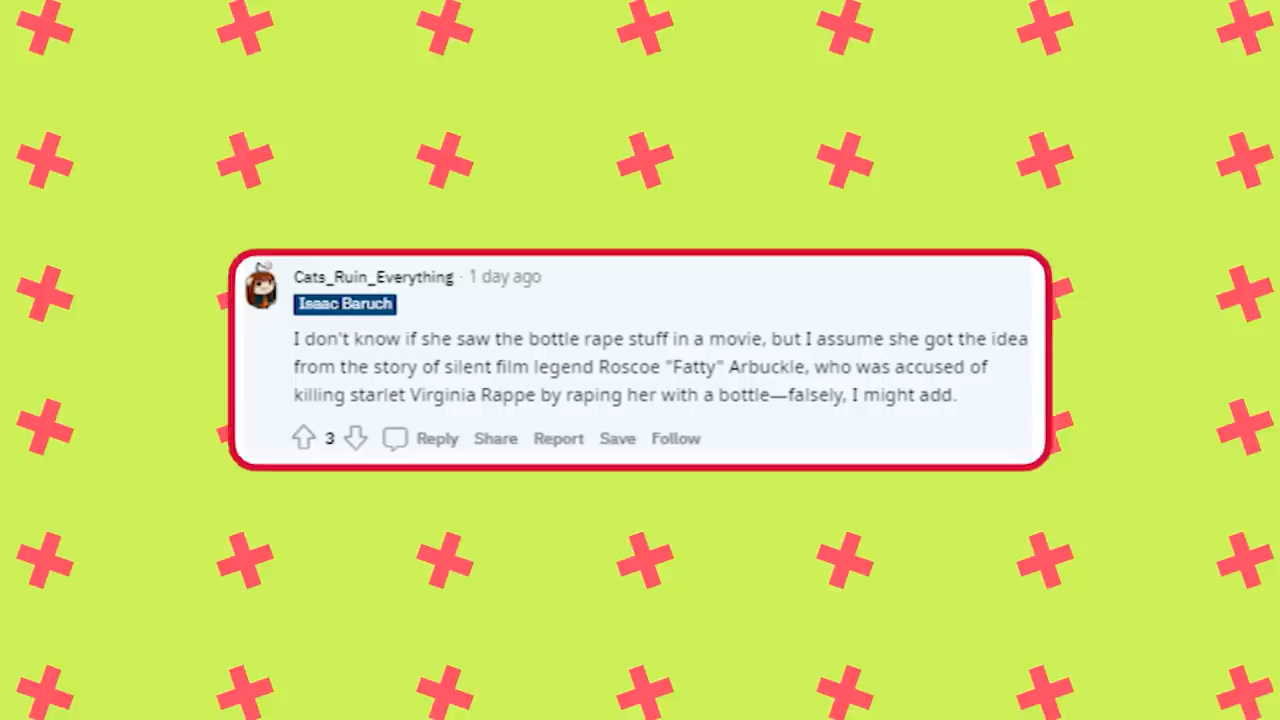 Cats_Ruin_Everything · 1 day ago
Isaac Baruch
I don't know if she saw the bottle rape stuff in a movie, but I assume she got the idea
from the story of silent film legend Roscoe "Fatty" Arbuckle, who was accused of
killing starlet Virginia Rappe by raping her with a bottle—falsely, I might add.
3 Reply Share Report Save Follow